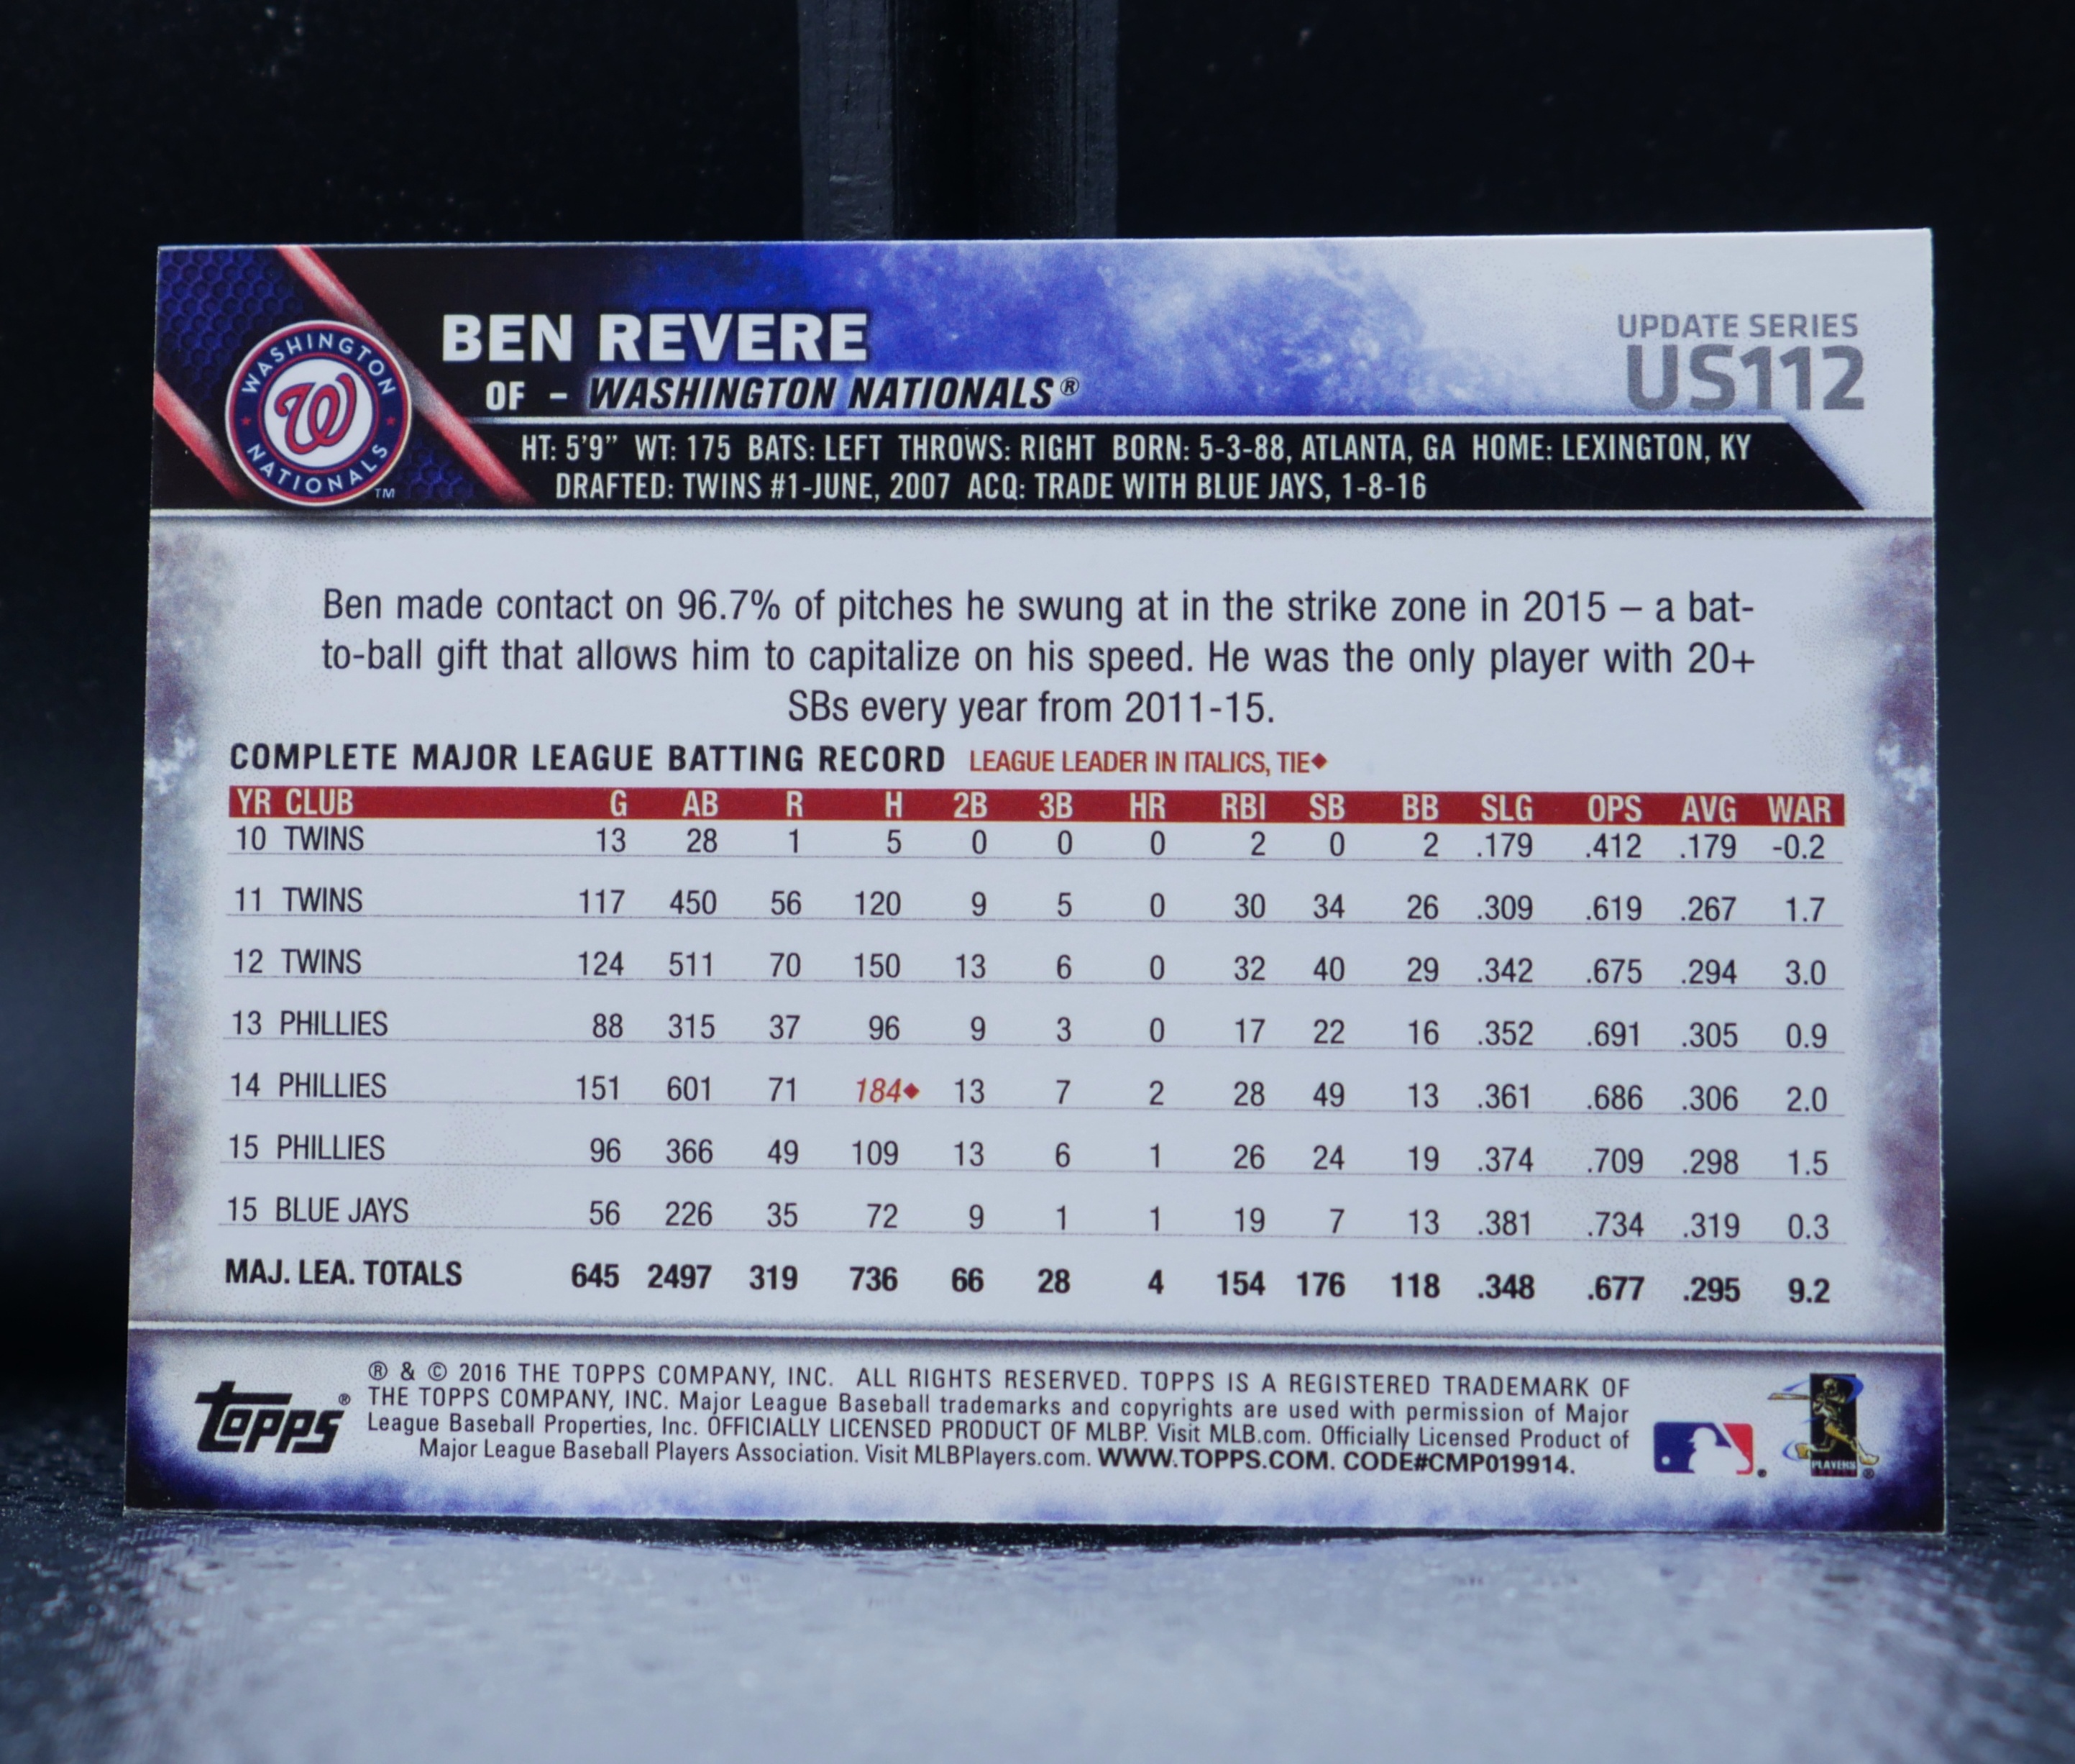 WASHINGTON
W
NATIONALS™
BEN REVERE
OF – WASHINGTON NATIONALS®
UPDATE SERIES
US112
HT: 5'9” WT: 175 BATS: LEFT THROWS: RIGHT BORN: 5-3-88, ATLANTA, GA HOME: LEXINGTON, KY
DRAFTED: TWINS #1-JUNE, 2007 ACQ: TRADE WITH BLUE JAYS, 1-8-16
Ben made contact on 96.7% of pitches he swung at in the strike zone in 2015 – a bat-
to-ball gift that allows him to capitalize on his speed. He was the only player with 20+
SBs every year from 2011-15.
COMPLETE MAJOR LEAGUE BATTING RECORD LEAGUE LEADER IN ITALICS, TIE◆
YR CLUB G AB R H 2B 3B HR RBI SB BB SLG OPS AVG WAR
10 TWINS 13 28 1 5 0 0 0 2 0 2 .179 .412 .179 -0.2
11 TWINS 117 450 56 120 9 5 0 30 34 26 .309 .619 .267 1.7
12 TWINS 124 511 70 150 13 6 0 32 40 29 .342 .675 .294 3.0
13 PHILLIES 88 315 37 96 9 3 0 17 22 16 .352 .691 .305 0.9
14 PHILLIES 151 601 71 184◆ 13 7 2 28 49 13 .361 .686 .306 2.0
15 PHILLIES 96 366 49 109 13 6 1 26 24 19 .374 .709 .298 1.5
15 BLUE JAYS 56 226 35 72 9 1 1 19 7 13 .381 .734 .319 0.3
MAJ. LEA. TOTALS 645 2497 319 736 66 28 4 154 176 118 .348 .677 .295 9.2
topps®
® & © 2016 THE TOPPS COMPANY, INC. ALL RIGHTS RESERVED. TOPPS IS A REGISTERED TRADEMARK OF
THE TOPPS COMPANY, INC. Major League Baseball trademarks and copyrights are used with permission of Major
League Baseball Properties, Inc. OFFICIALLY LICENSED PRODUCT OF MLBP. Visit MLB.com. Officially Licensed Product of
Major League Baseball Players Association. Visit MLBPlayers.com. WWW.TOPPS.COM. CODE#CMP019914.
®
PLAYERS
®